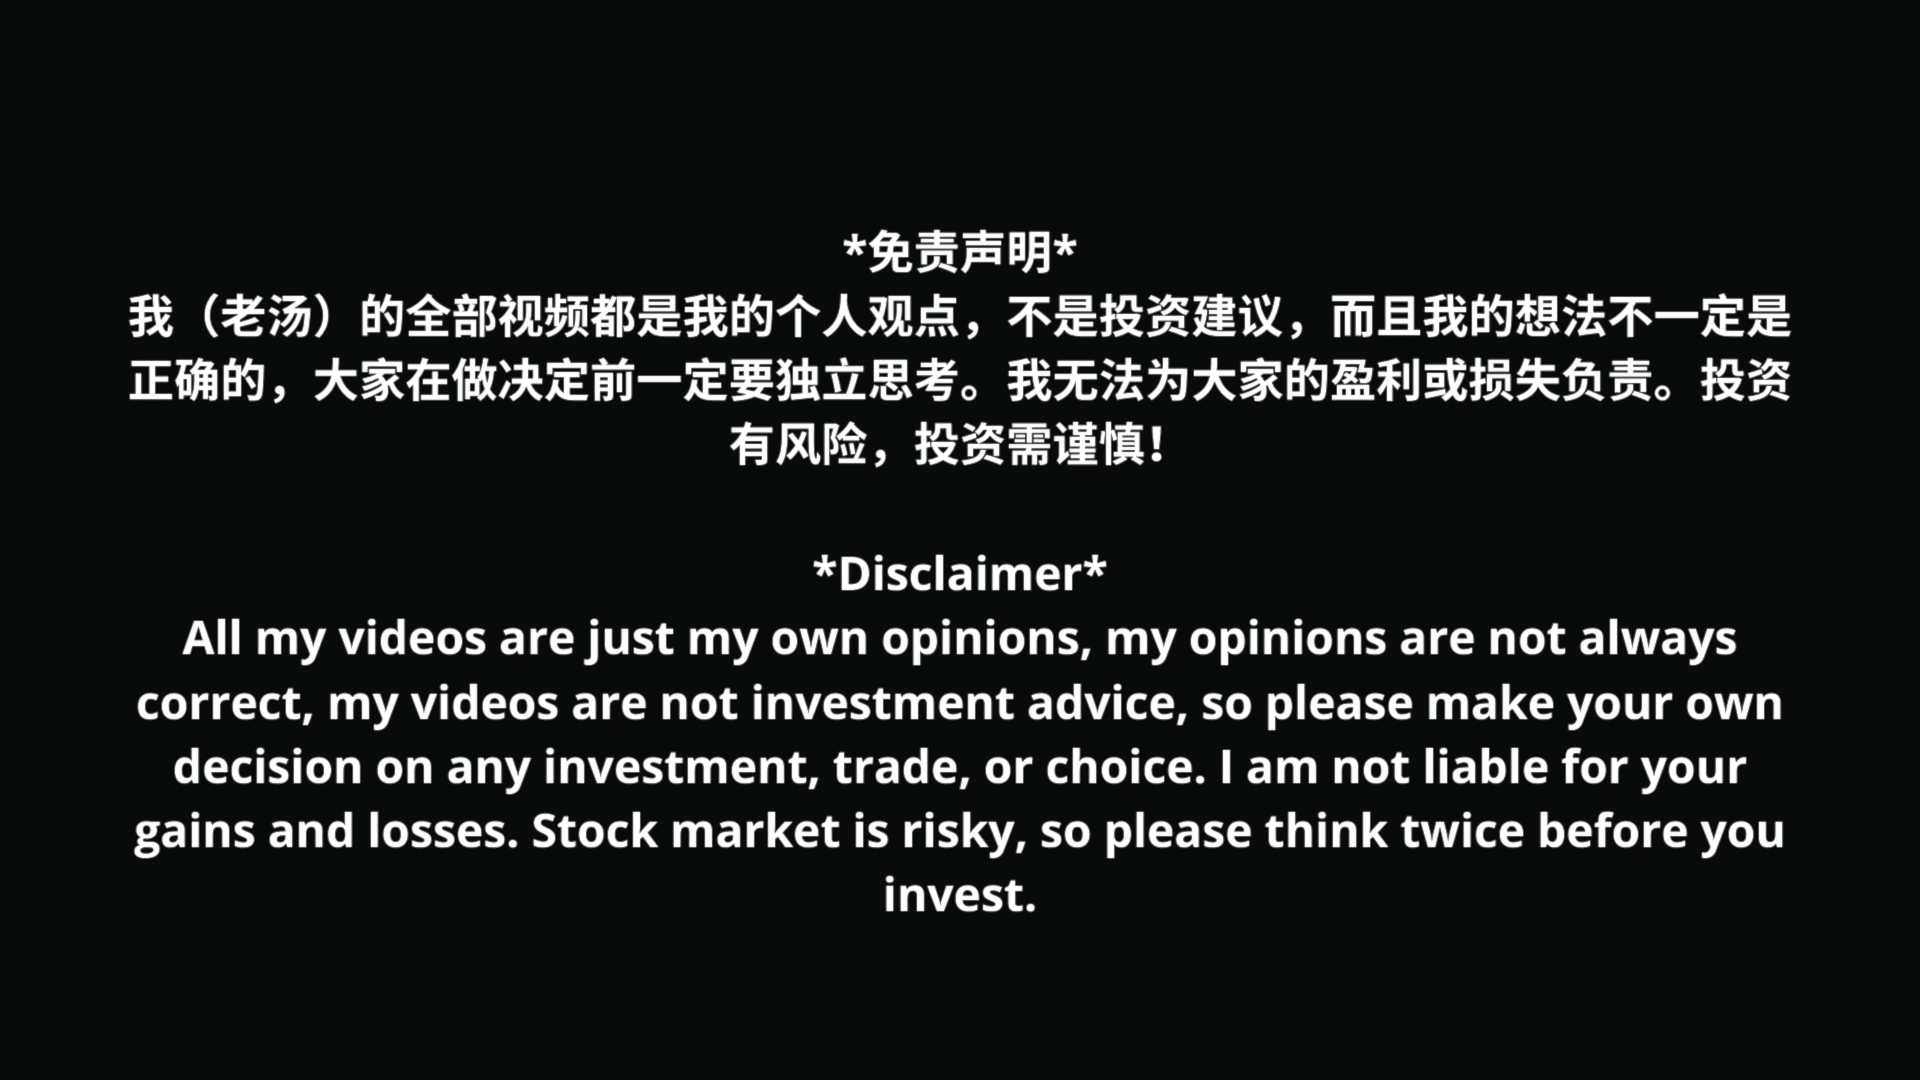 *免责声明*
我（老汤）的全部视频都是我的个人观点，不是投资建议，而且我的想法不一定是
正确的，大家在做决定前一定要独立思考。我无法为大家的盈利或损失负责。投资
有风险，投资需谨慎！
*Disclaimer*
All my videos are just my own opinions, my opinions are not always
correct, my videos are not investment advice, so please make your own
decision on any investment, trade, or choice. I am not liable for your
gains and losses. Stock market is risky, so please think twice before you
invest.